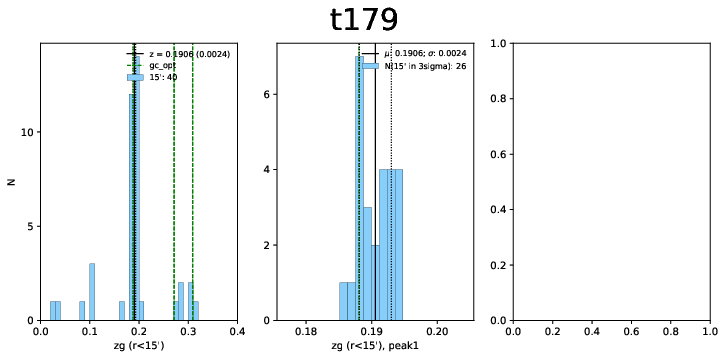 t179
z = 0.1906 (0.0024)
gc_opt
15': 40
N
0
5
10
0.0 0.1 0.2 0.3 0.4
zg (r<15')
μ: 0.1906; σ: 0.0024
N(15' in 3sigma): 26
0
2
4
6
0.18 0.19 0.20
zg (r<15'), peak1
1.0
0.8
0.6
0.4
0.2
0.0
0.0 0.2 0.4 0.6 0.8 1.0